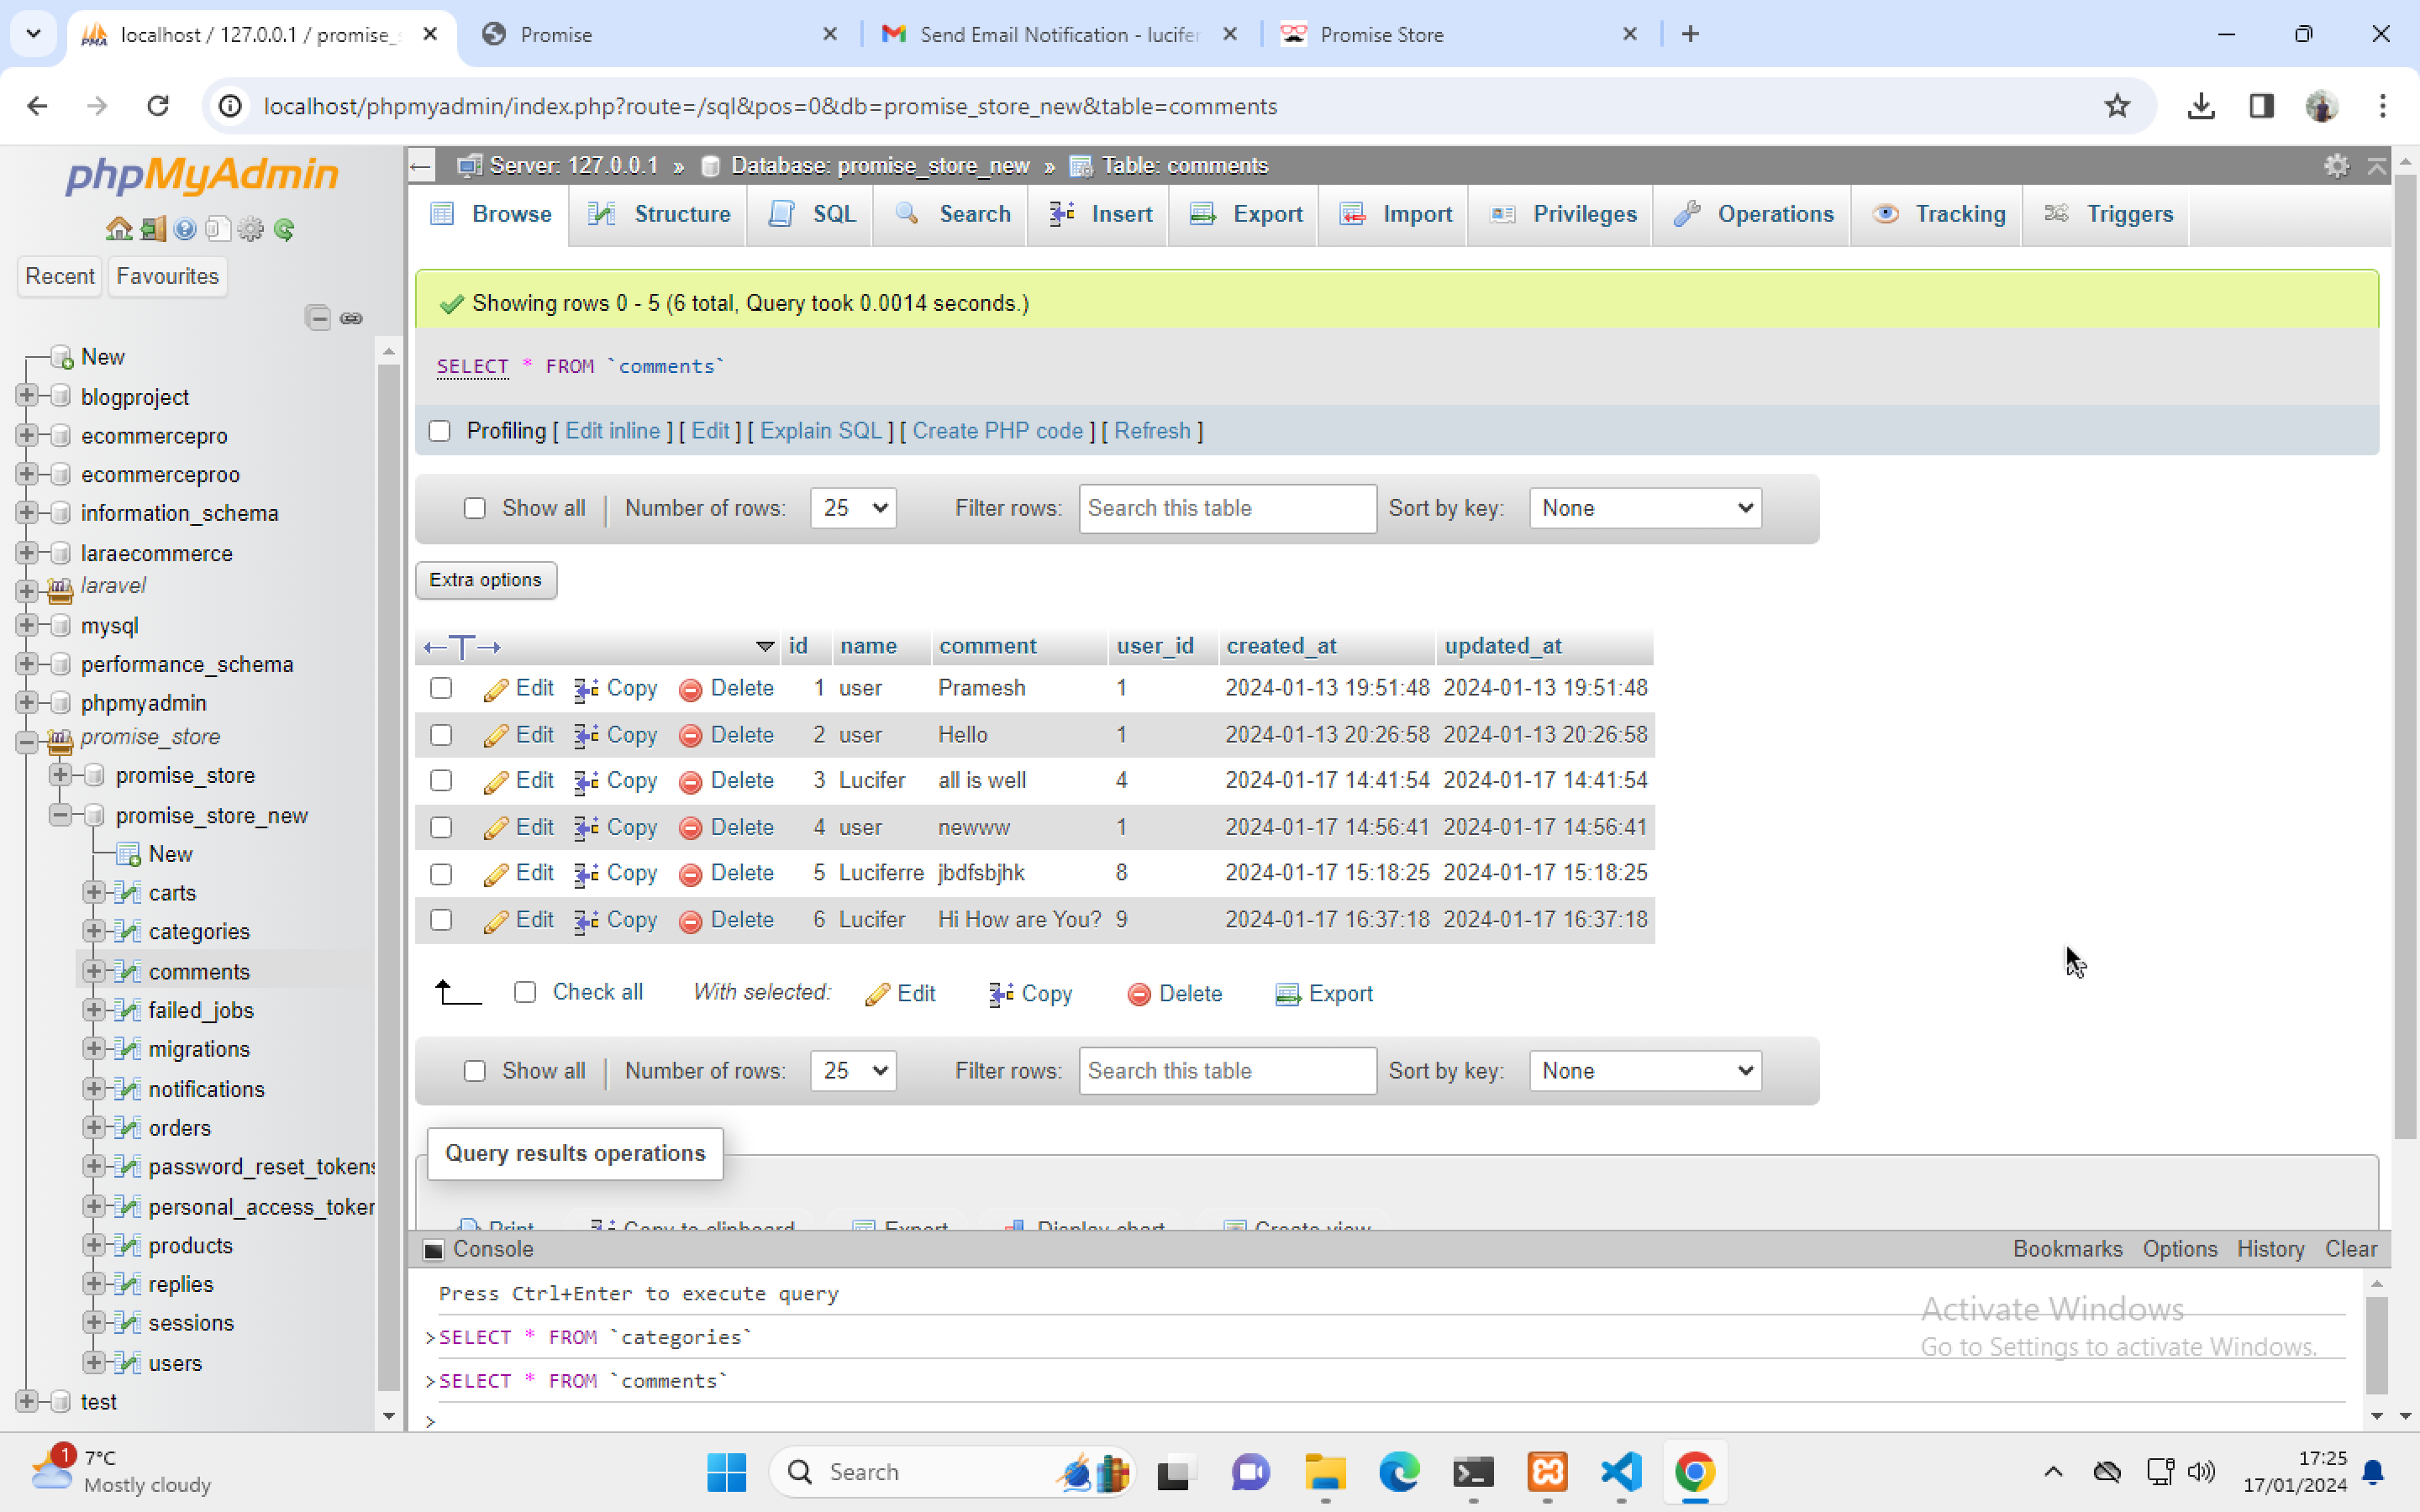 localhost / 127.0.0.1 / promise_s
Promise
Send Email Notification - lucifer
Promise Store
localhost/phpmyadmin/index.php?route=/sql&pos=0&db=promise_store_new&table=comments
phpMyAdmin
Recent Favourites
New
blogproject
ecommercepro
ecommerceproo
information_schema
laraecommerce
laravel
mysql
performance_schema
phpmyadmin
promise_store
promise_store
promise_store_new
New
carts
categories
comments
failed_jobs
migrations
notifications
orders
password_reset_tokens
personal_access_token
products
replies
sessions
users
test
Server: 127.0.0.1 » Database: promise_store_new » Table: comments
Browse Structure SQL Search Insert Export Import Privileges Operations Tracking Triggers
Showing rows 0 - 5 (6 total, Query took 0.0014 seconds.)
SELECT * FROM `comments`
Profiling [ Edit inline ] [ Edit ] [ Explain SQL ] [ Create PHP code ] [ Refresh ]
Show all Number of rows: 25 Filter rows: Search this table Sort by key: None
Extra options
id name comment user_id created_at updated_at
Edit Copy Delete 1 user Pramesh 1 2024-01-13 19:51:48 2024-01-13 19:51:48
Edit Copy Delete 2 user Hello 1 2024-01-13 20:26:58 2024-01-13 20:26:58
Edit Copy Delete 3 Lucifer all is well 4 2024-01-17 14:41:54 2024-01-17 14:41:54
Edit Copy Delete 4 user newww 1 2024-01-17 14:56:41 2024-01-17 14:56:41
Edit Copy Delete 5 Luciferre jbdfsbjhk 8 2024-01-17 15:18:25 2024-01-17 15:18:25
Edit Copy Delete 6 Lucifer Hi How are You? 9 2024-01-17 16:37:18 2024-01-17 16:37:18
Check all With selected: Edit Copy Delete Export
Show all Number of rows: 25 Filter rows: Search this table Sort by key: None
Query results operations
Print Copy to clipboard Export Display chart Create view
Console Bookmarks Options History Clear
Press Ctrl+Enter to execute query
>SELECT * FROM `categories`
>SELECT * FROM `comments`
>
Activate Windows
Go to Settings to activate Windows.
1
7°C
Mostly cloudy
Search
17:25
17/01/2024